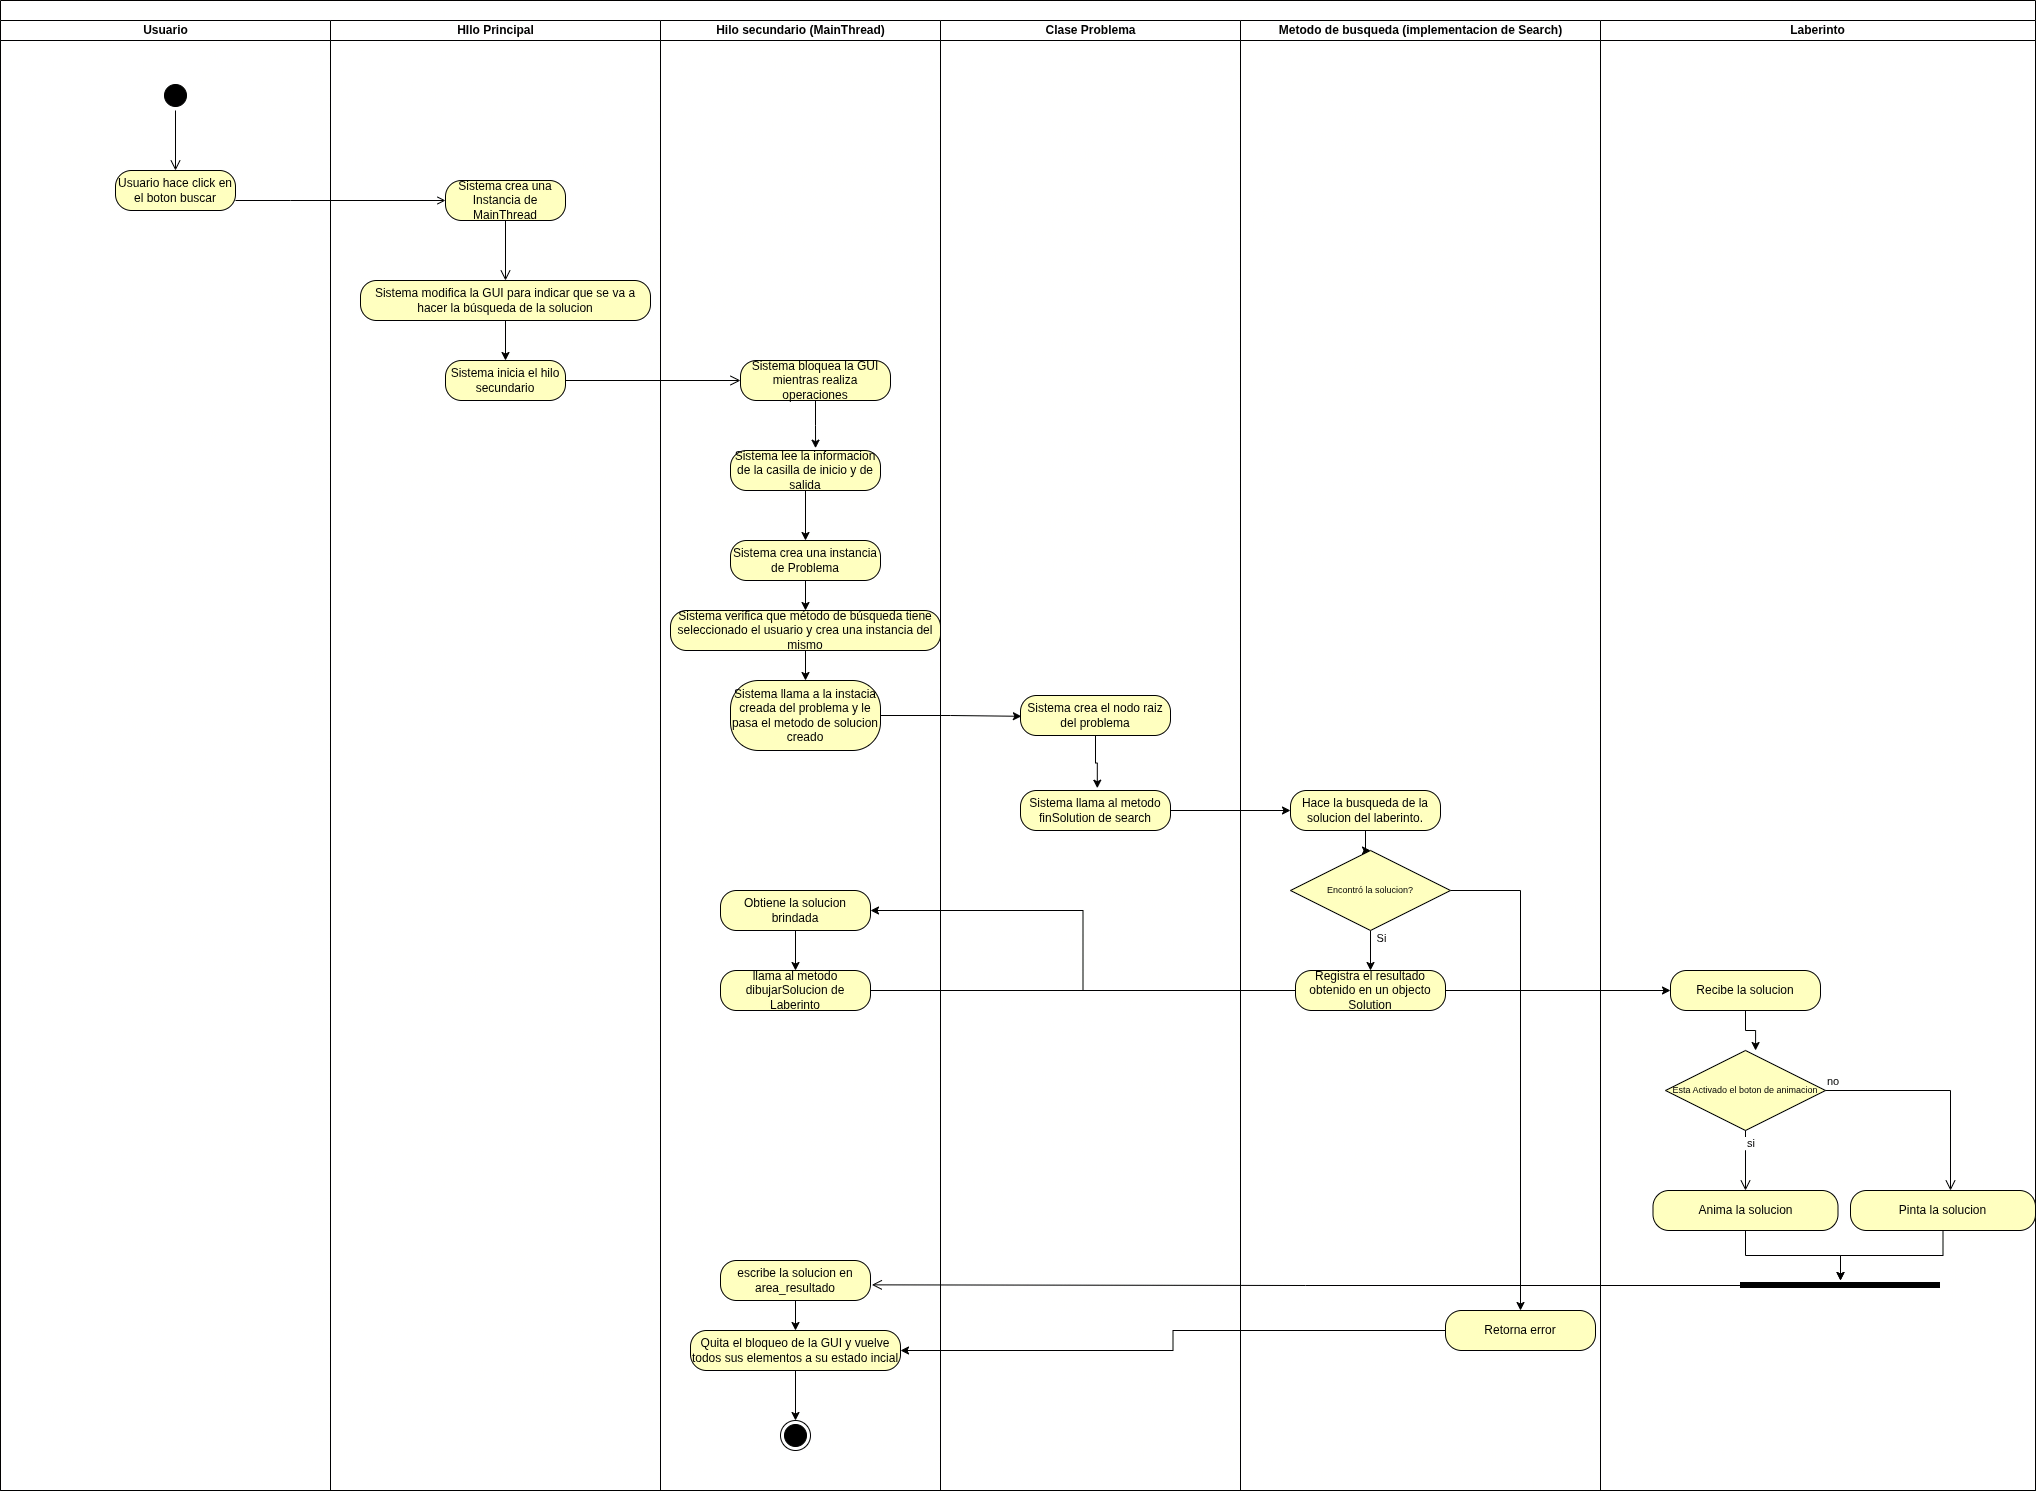 Usuario
HIlo Principal
Hilo secundario (MainThread)
Clase Problema
Metodo de busqueda (implementacion de Search)
Laberinto
Usuario hace click en
el boton buscar
Sistema crea una
Instancia de
MainThread
Sistema modifica la GUI para indicar que se va a
hacer la búsqueda de la solucion
Sistema inicia el hilo
secundario
Sistema bloquea la GUI
mientras realiza
operaciones
Sistema lee la informacion
de la casilla de inicio y de
salida
Sistema crea una instancia
de Problema
Sistema verifica que método de búsqueda tiene
seleccionado el usuario y crea una instancia del
mismo
Sistema llama a la instacia
creada del problema y le
pasa el metodo de solucion
creado
Sistema crea el nodo raiz
del problema
Sistema llama al metodo
finSolution de search
Hace la busqueda de la
solucion del laberinto.
Encontró la solucion?
Si
Obtiene la solucion
brindada
llama al metodo
dibujarSolucion de
Laberinto
Registra el resultado
obtenido en un objecto
Solution
Recibe la solucion
Esta Activado el boton de animacion
no
si
Anima la solucion
Pinta la solucion
escribe la solucion en
area_resultado
Retorna error
Quita el bloqueo de la GUI y vuelve
todos sus elementos a su estado incial